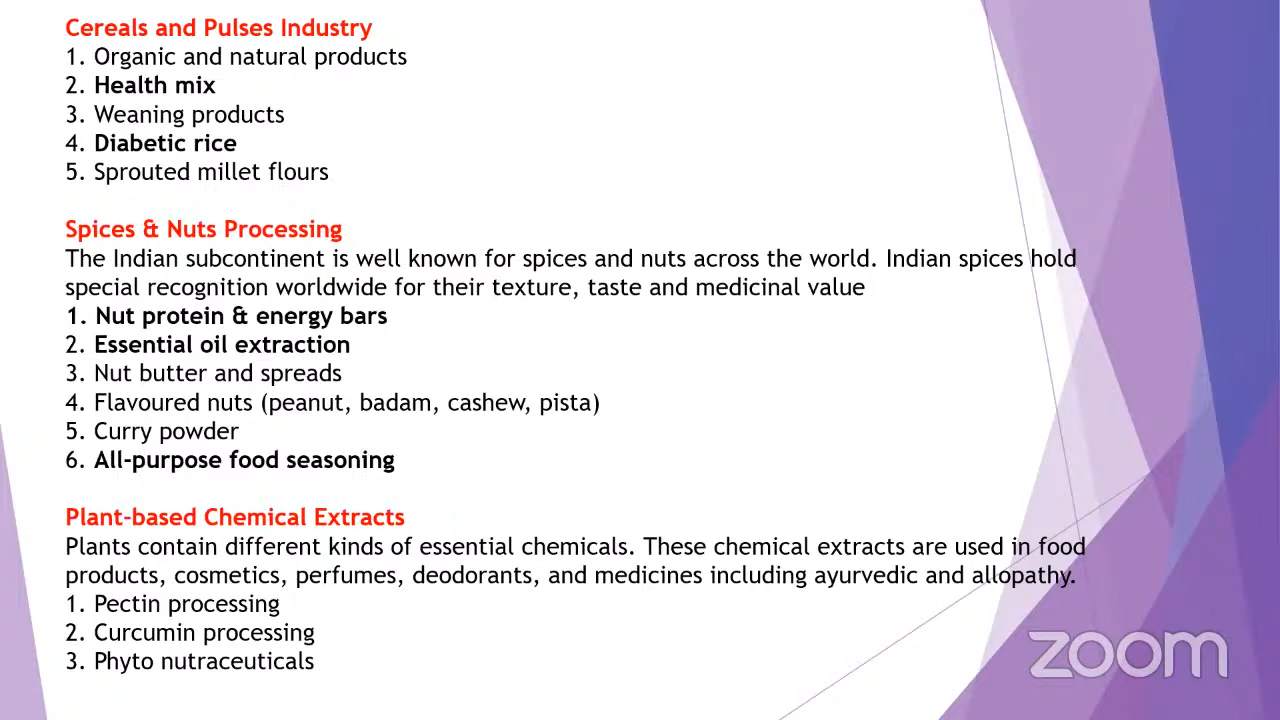 Cereals and Pulses Industry
1. Organic and natural products
2. Health mix
3. Weaning products
4. Diabetic rice
5. Sprouted millet flours
Spices & Nuts Processing
The Indian subcontinent is well known for spices and nuts across the world. Indian spices hold
special recognition worldwide for their texture, taste and medicinal value
1. Nut protein & energy bars
2. Essential oil extraction
3. Nut butter and spreads
4. Flavoured nuts (peanut, badam, cashew, pista)
5. Curry powder
6. All-purpose food seasoning
Plant-based Chemical Extracts
Plants contain different kinds of essential chemicals. These chemical extracts are used in food
products, cosmetics, perfumes, deodorants, and medicines including ayurvedic and allopathy.
1. Pectin processing
2. Curcumin processing
3. Phyto nutraceuticals
zoom